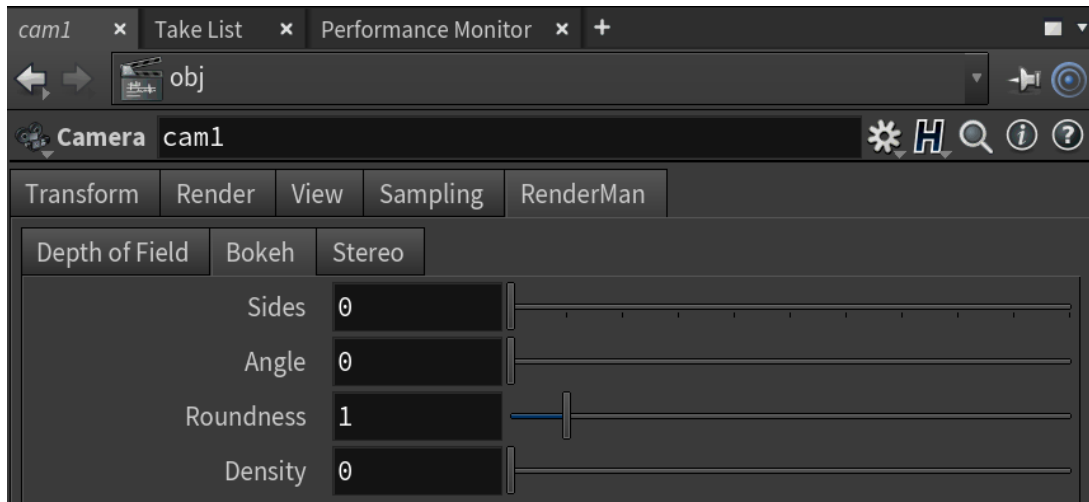 cam1 × Take List × Performance Monitor × +
obj
Camera cam1
Transform Render View Sampling RenderMan
Depth of Field Bokeh Stereo
Sides 0
Angle 0
Roundness 1
Density 0